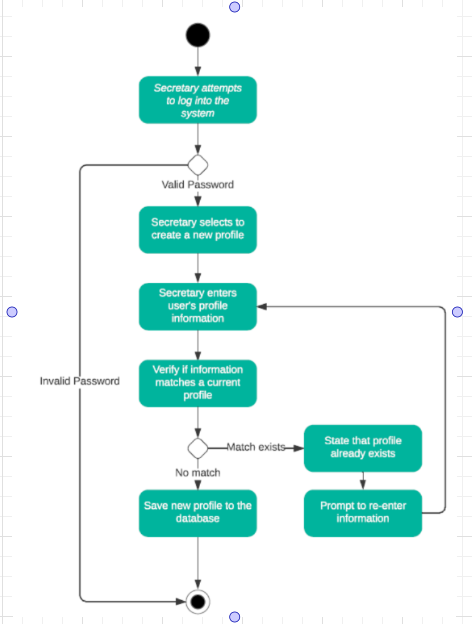 Secretary attempts
to log into the
system
Valid Password
Secretary selects to
create a new profile
Secretary enters
user's profile
information
Invalid Password
Verify if information
matches a current
profile
Match exists
State that profile
already exists
No match
Save new profile to the
database
Prompt to re-enter
information